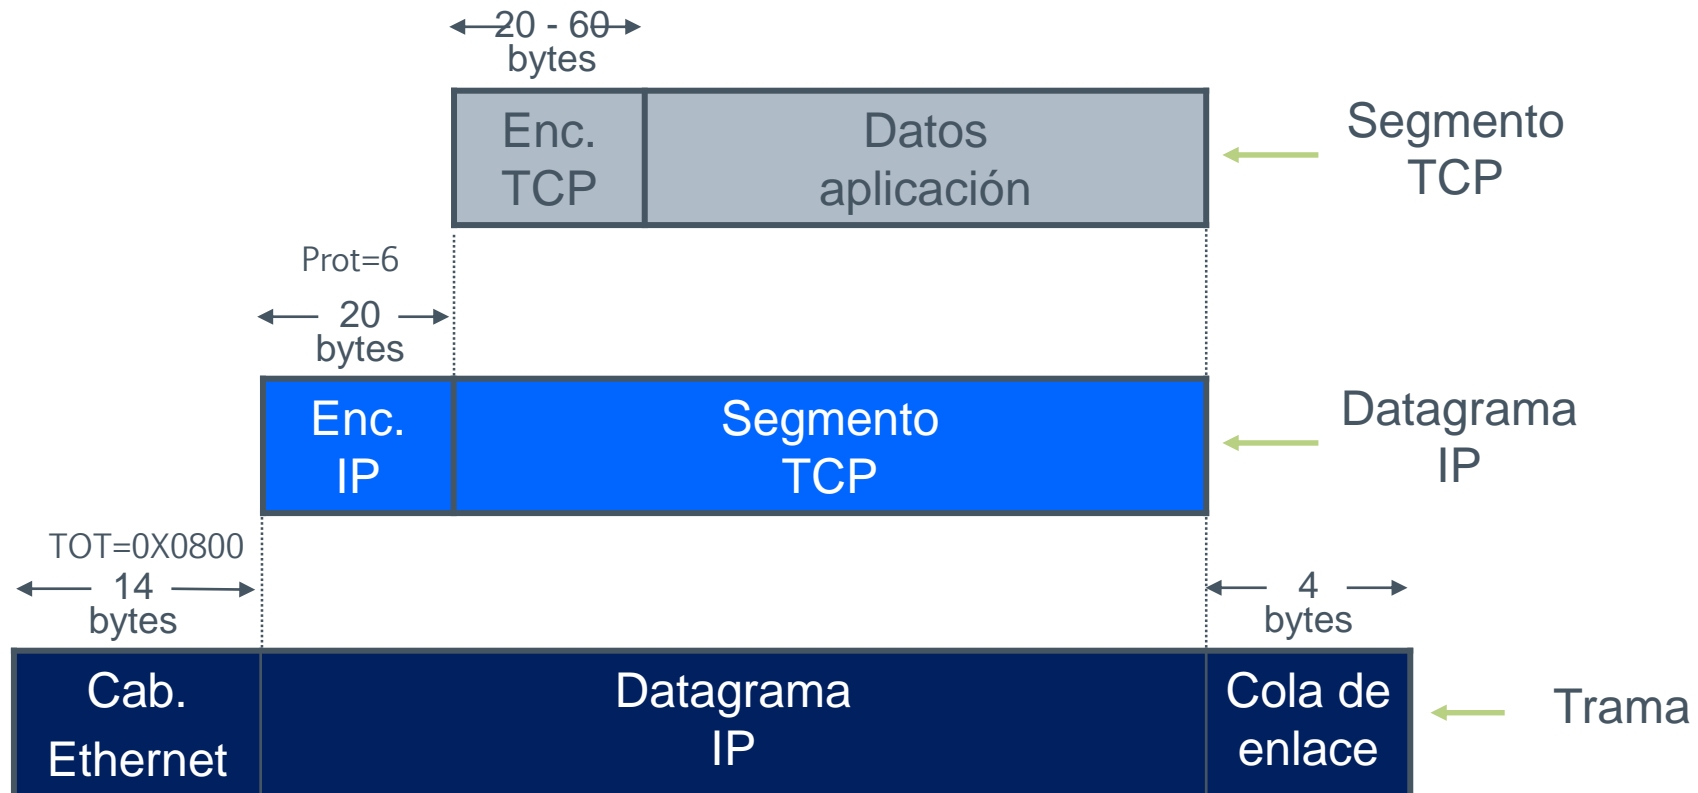 20 - 60
bytes
Enc.
TCP
Datos
aplicación
Segmento
TCP
Prot=6
20
bytes
Enc.
IP
Segmento
TCP
Datagrama
IP
TOT=0X0800
14
bytes
4
bytes
Cab.
Ethernet
Datagrama
IP
Cola de
enlace
Trama